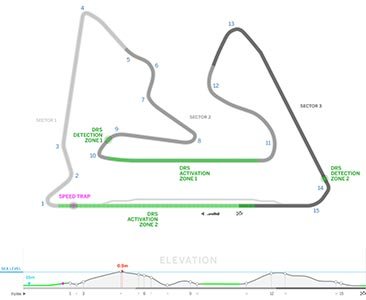 13
4
5
6
12
7
SECTOR 3
SECTOR 1
SECTOR 2
DRS
DETECTION
ZONE 1
9
8
11
3
10
DRS
ACTIVATION
ZONE 1
DRS
DETECTION
ZONE 2
2
14
SPEED TRAP
1
15
DRS
ACTIVATION
ZONE 2
ELEVATION
SEA LEVEL